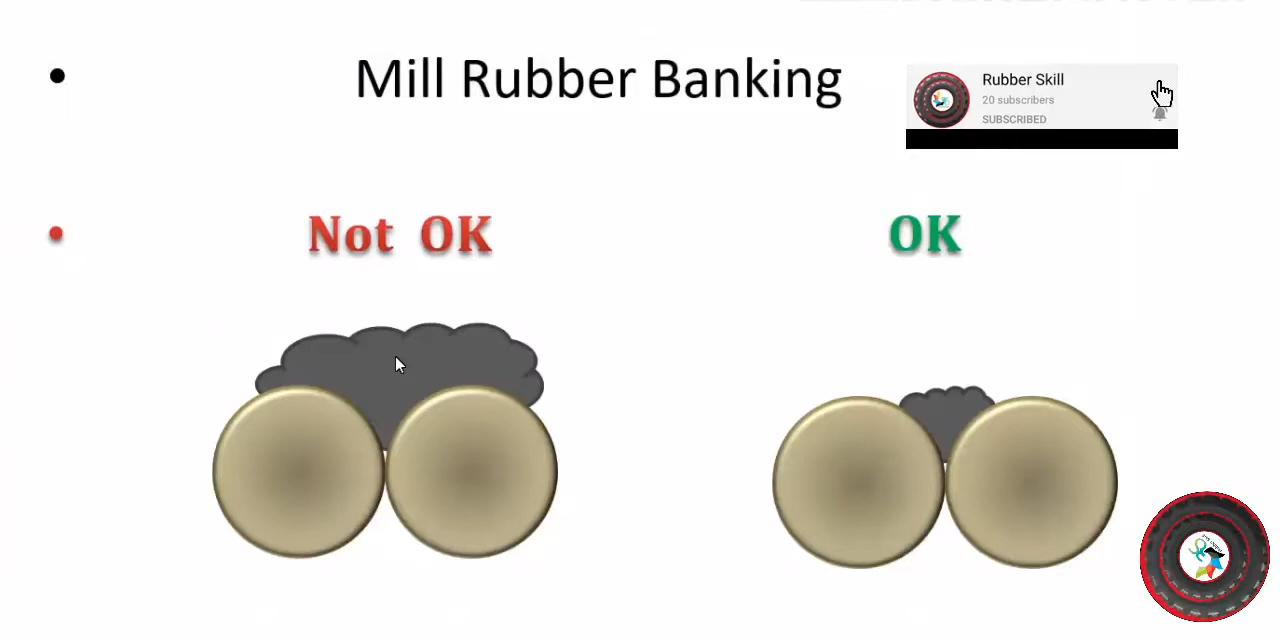 Mill Rubber Banking
Rubber Skill
20 subscribers
SUBSCRIBED
Not OK
OK